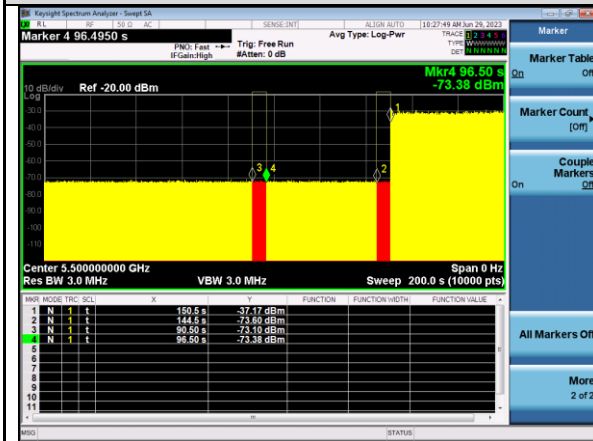 Keysight Spectrum Analyzer - Swept SA
RL RF 50 Ω AC SENSE:INT ALIGN AUTO 10:27:49 AM Jun 29, 2023
Marker 4 96.4950 s
PNO: Fast
IFGain:High
Trig: Free Run
#Atten: 0 dB
Avg Type: Log-Pwr
TRACE 1 2 3 4 5 6
TYPE WWWWWW
DET N N N N N N
Marker
Marker Table
On Off
Marker Count
[Off]
Couple
Markers
On Off
All Markers Off
More
2 of 2
Mkr4 96.50 s
-73.38 dBm
10 dB/div Ref -20.00 dBm
Log
-30.0
-40.0
-50.0
-60.0
-70.0
-80.0
-90.0
-100
-110
1
2
3 4
Center 5.500000000 GHz Span 0 Hz
Res BW 3.0 MHz VBW 3.0 MHz Sweep 200.0 s (10000 pts)
MKR MODE TRC SCL X Y FUNCTION FUNCTION WIDTH FUNCTION VALUE
1 N 1 t 150.5 s -37.17 dBm
2 N 1 t 144.5 s -73.60 dBm
3 N 1 t 90.50 s -73.10 dBm
4 N 1 t 96.50 s -73.38 dBm
5
6
7
8
9
10
11
MSG STATUS